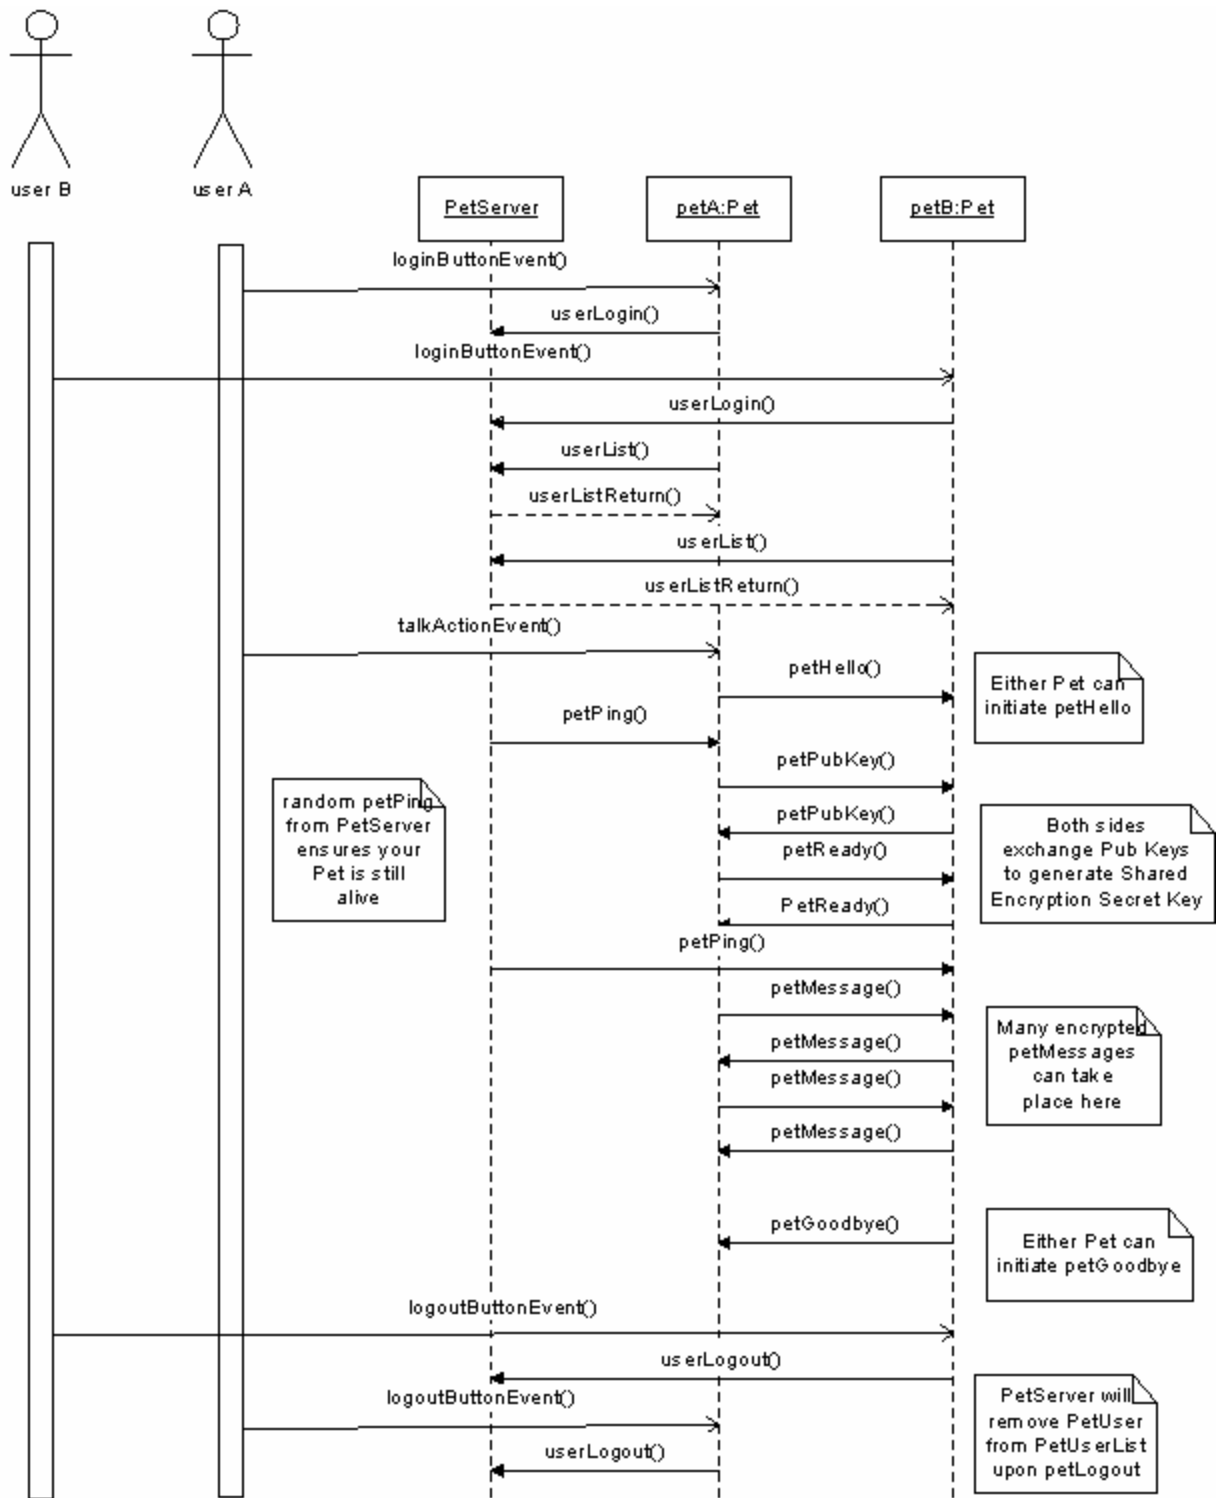 user B
user A
PetServer
petA:Pet
petB:Pet
loginButtonEvent()
userLogin()
loginButtonEvent()
userLogin()
userList()
userListReturn()
userList()
userListReturn()
talkActionEvent()
petHello()
Either Pet can
initiate petHello
petPing()
petPubKey()
random petPing
from PetServer
ensures your
Pet is still
alive
petPubKey()
Both sides
exchange Pub Keys
to generate Shared
Encryption Secret Key
petReady()
PetReady()
petPing()
petMessage()
Many encrypted
petMessages
can take
place here
petMessage()
petMessage()
petMessage()
petGoodbye()
Either Pet can
initiate petGoodbye
logoutButtonEvent()
userLogout()
logoutButtonEvent()
PetServer will
remove PetUser
from PetUserList
upon petLogout
userLogout()